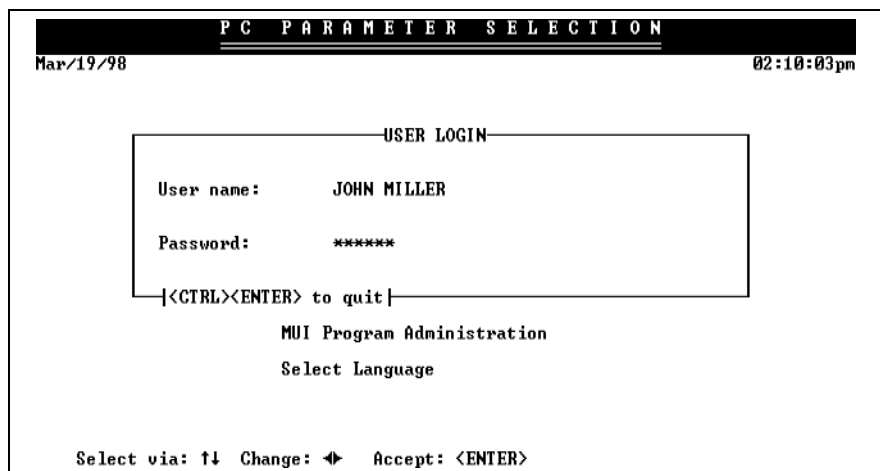 PC PARAMETER SELECTION
Mar/19/98 02:10:03pm
USER LOGIN
User name: JOHN MILLER
Password: ******
<CTRL><ENTER> to quit
MUI Program Administration
Select Language
Select via: ↑↓ Change: ◀▶ Accept: <ENTER>